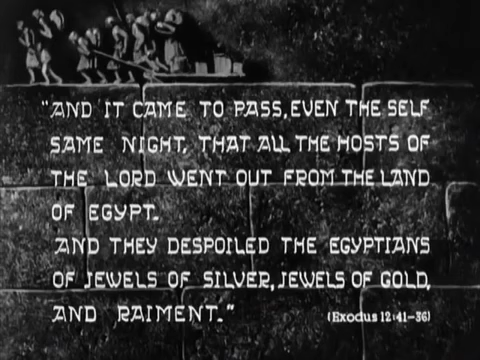 "AND IT CAME TO PASS, EVEN THE SELF
SAME NIGHT, THAT ALL THE HOSTS OF
THE LORD WENT OUT FROM THE LAND
OF EGYPT.
AND THEY DESPOILED THE EGYPTIANS
OF JEWELS OF SILVER, JEWELS OF GOLD,
AND RAIMENT."
(Exodus 12:41-36)